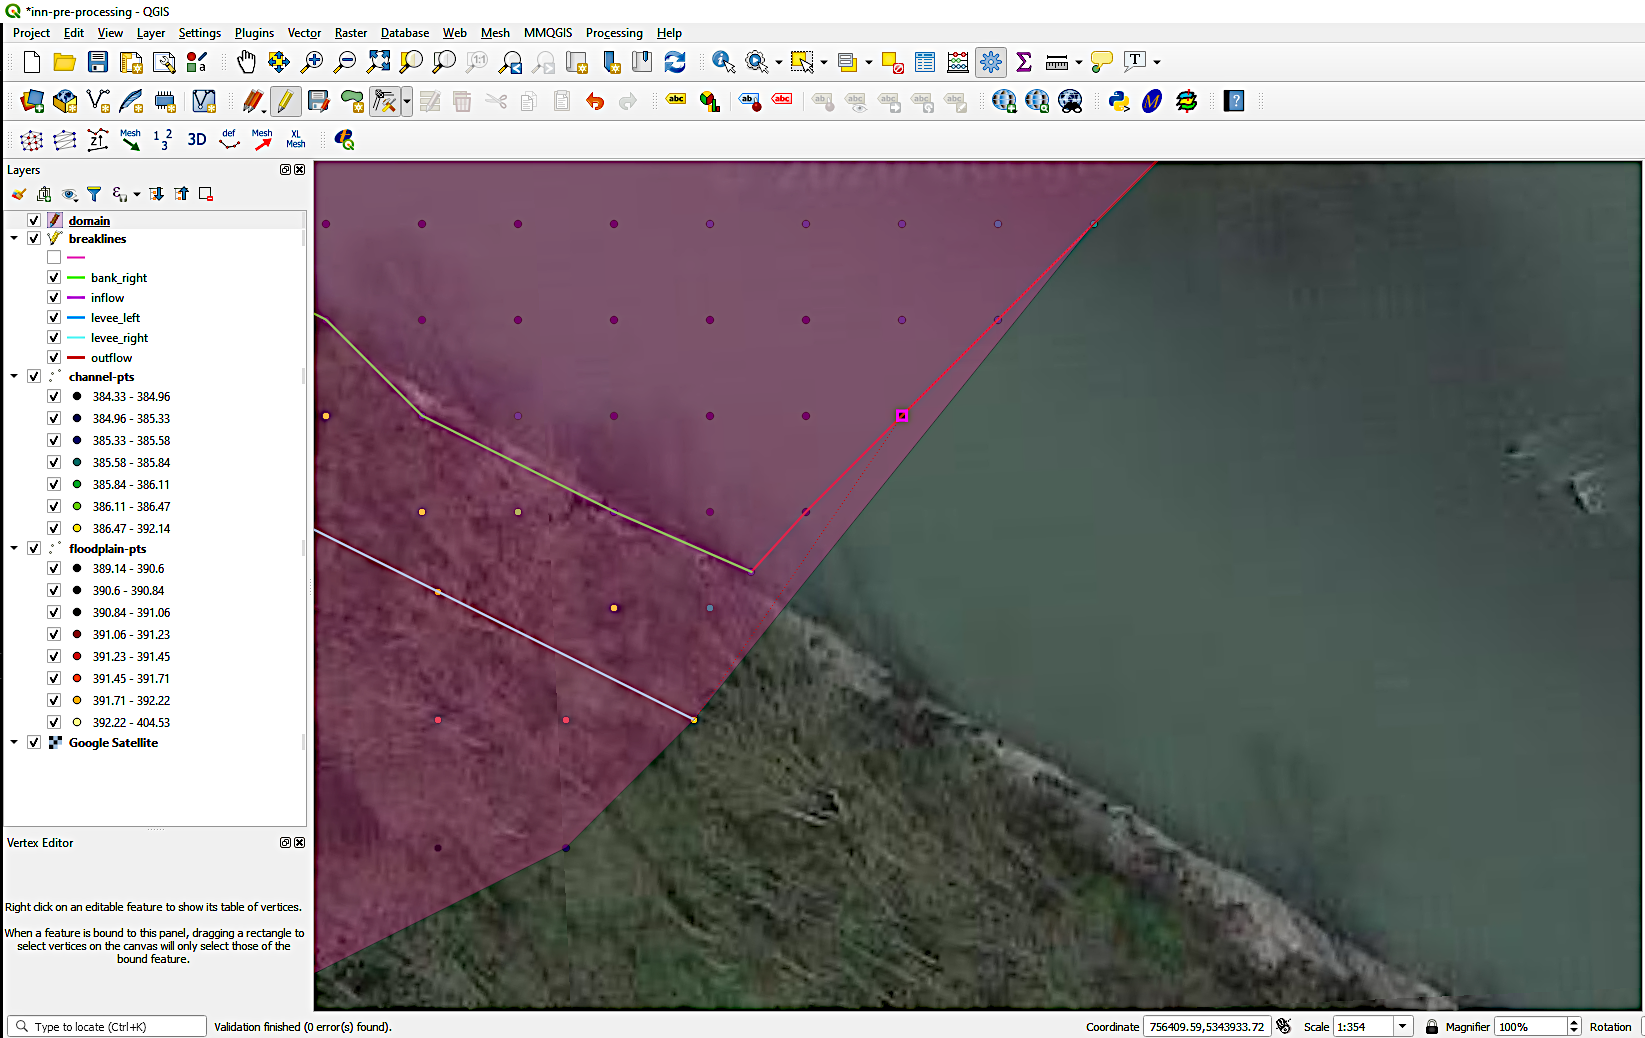 *inn-pre-processing - QGIS
Project Edit View Layer Settings Plugins Vector Raster Database Web Mesh MMQGIS Processing Help
Mesh 1 2 3 3D def Mesh XL Mesh
Layers
domain
breaklines
bank_right
inflow
levee_left
levee_right
outflow
channel-pts
384.33 - 384.96
384.96 - 385.33
385.33 - 385.58
385.58 - 385.84
385.84 - 386.11
386.11 - 386.47
386.47 - 392.14
floodplain-pts
389.14 - 390.6
390.6 - 390.84
390.84 - 391.06
391.06 - 391.23
391.23 - 391.45
391.45 - 391.71
391.71 - 392.22
392.22 - 404.53
Google Satellite
Vertex Editor
Right click on an editable feature to show its table of vertices.
When a feature is bound to this panel, dragging a rectangle to
select vertices on the canvas will only select those of the
bound feature.
Type to locate (Ctrl+K) Validation finished (0 error(s) found). Coordinate 756409.59,5343933.72 Scale 1:354 Magnifier 100% Rotation